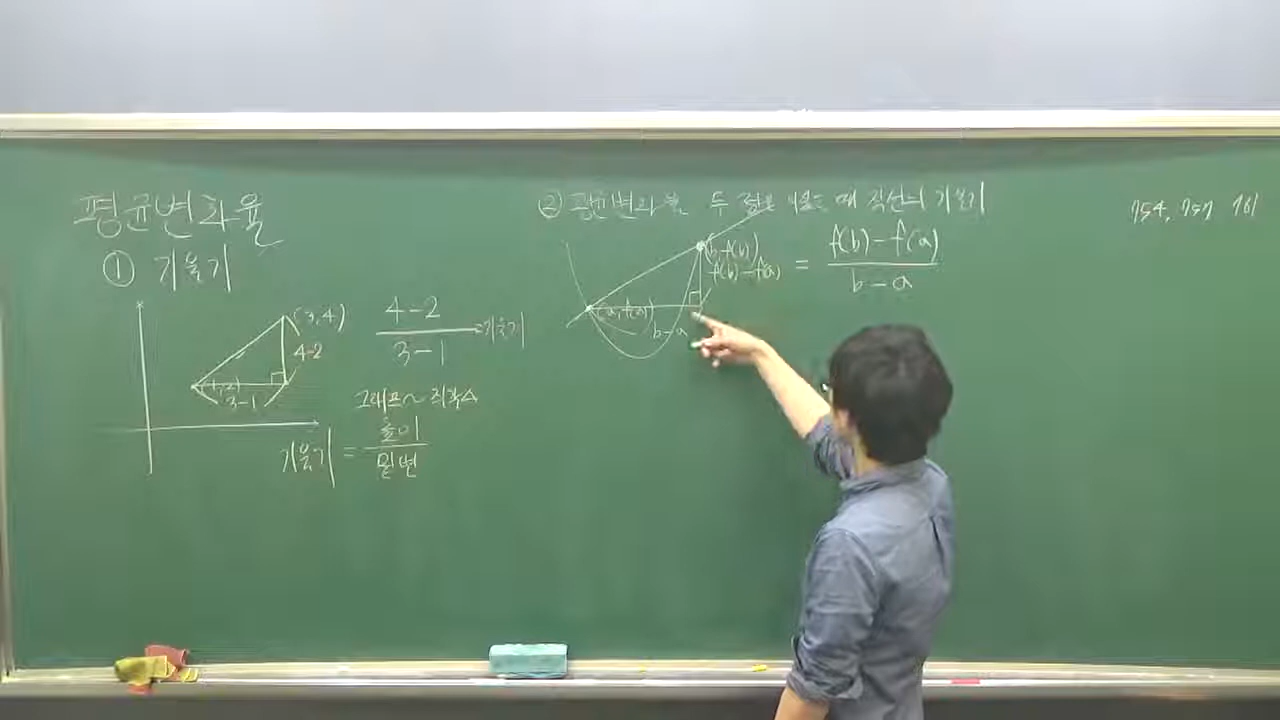 평균변화율
① 기울기
(3,4)
4-2
(1,2)
3-1
4-2
3-1
=기울기
그래프~직각△
기울기 = 높이
밑변
② 평균변화율 두 점을 이을 때 직선의 기울기
(b, f(b))
f(b)-f(a)
(a, f(a))
b-a
= f(b)-f(a)
b-a